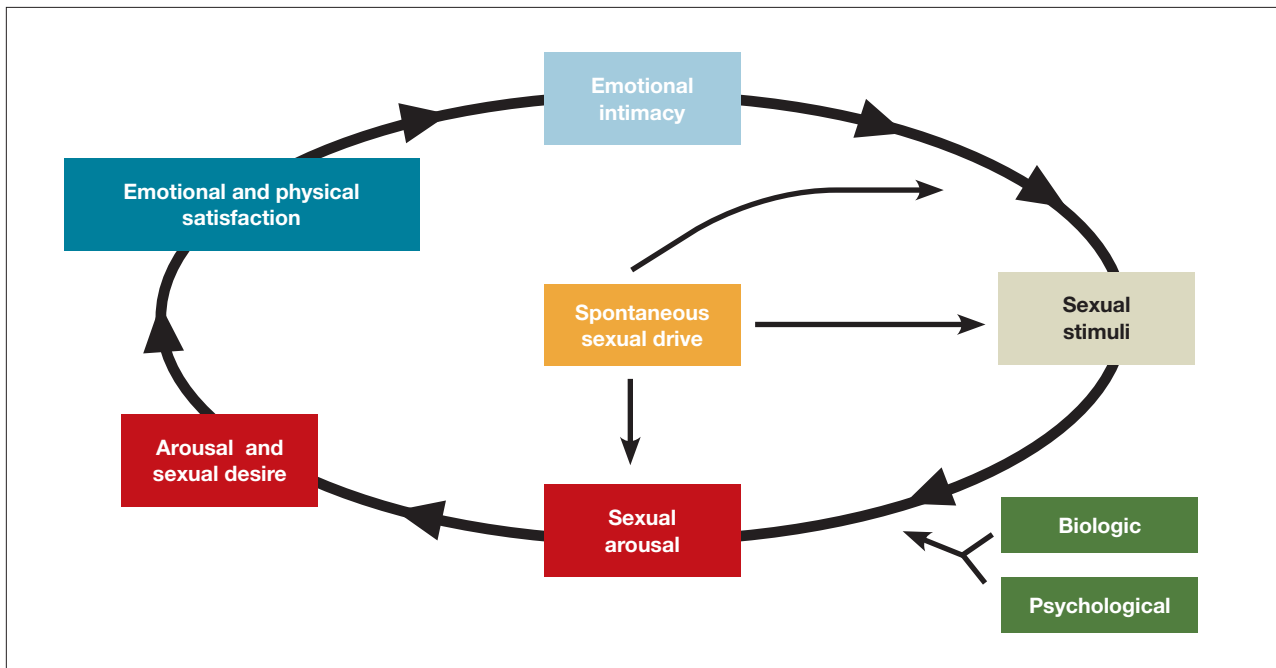 Emotional
intimacy
Emotional and physical
satisfaction
Spontaneous
sexual drive
Sexual
stimuli
Arousal and
sexual desire
Sexual
arousal
Biologic
Psychological